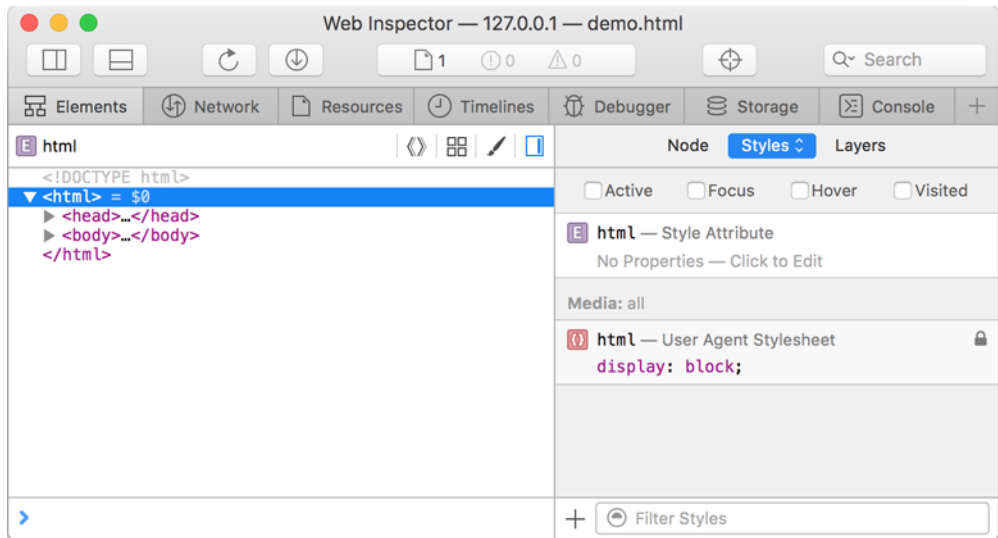 Web Inspector — 127.0.0.1 — demo.html
1 0 0 Search
Elements Network Resources Timelines Debugger Storage Console
E html Node Styles Layers
<!DOCTYPE html>
<html> = $0
<head>…</head>
<body>…</body>
</html>
Active Focus Hover Visited
E html — Style Attribute
No Properties — Click to Edit
Media: all
html — User Agent Stylesheet
display: block;
Filter Styles